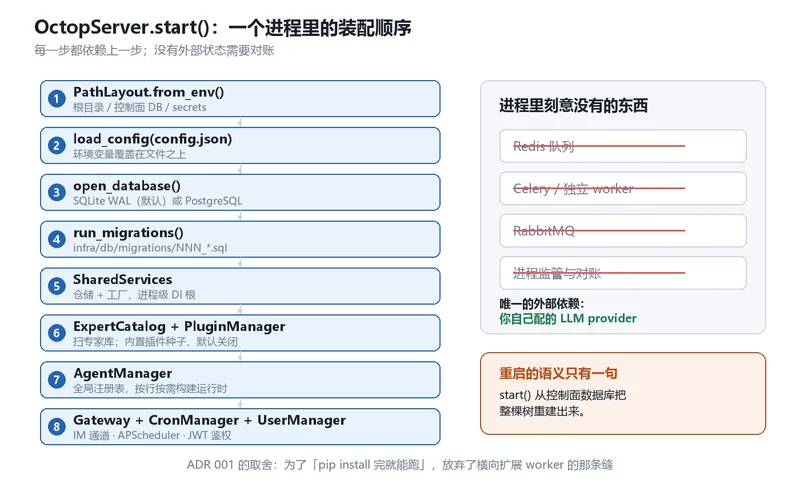 OctopServer.start()：一个进程里的装配顺序
每一步都依赖上一步；没有外部状态需要对账
1
PathLayout.from_env()
根目录 / 控制面 DB / secrets
2
load_config(config.json)
环境变量覆盖在文件之上
3
open_database()
SQLite WAL（默认）或 PostgreSQL
4
run_migrations()
infra/db/migrations/NNN_*.sql
5
SharedServices
仓储 + 工厂，进程级 DI 根
6
ExpertCatalog + PluginManager
扫专家库；内置插件种子、默认关闭
7
AgentManager
全局注册表，按行按需构建运行时
8
Gateway + CronManager + UserManager
IM 通道 · APScheduler · JWT 鉴权
进程里刻意没有的东西
Redis 队列
Celery / 独立 worker
RabbitMQ
进程监管与对账
唯一的外部依赖：
你自己配的 LLM provider
重启的语义只有一句
start() 从控制面数据库把
整棵树重建出来。
ADR 001 的取舍：为了「pip install 完就能跑」，放弃了横向扩展 worker 的那条缝